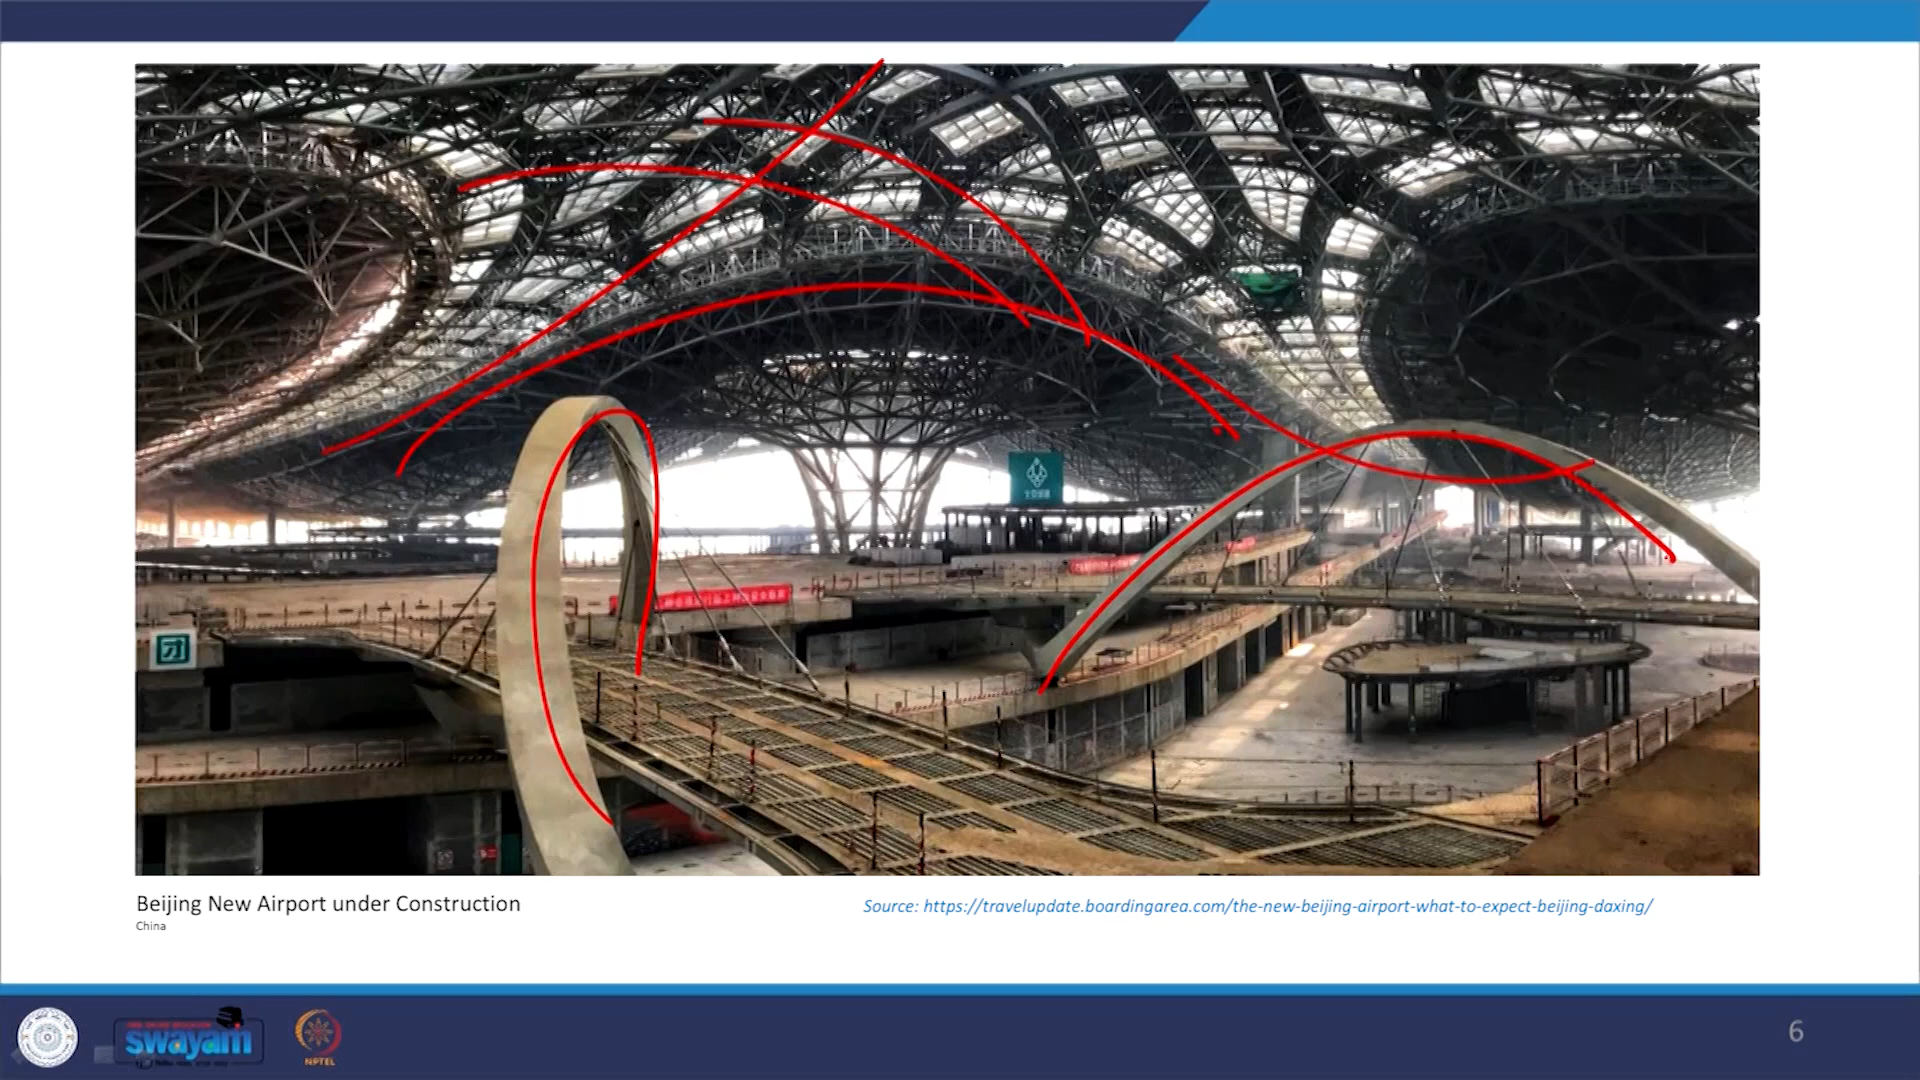 Beijing New Airport under Construction
China
Source: https://travelupdate.boardingarea.com/the-new-beijing-airport-what-to-expect-beijing-daxing/
swayam
NPTEL
6